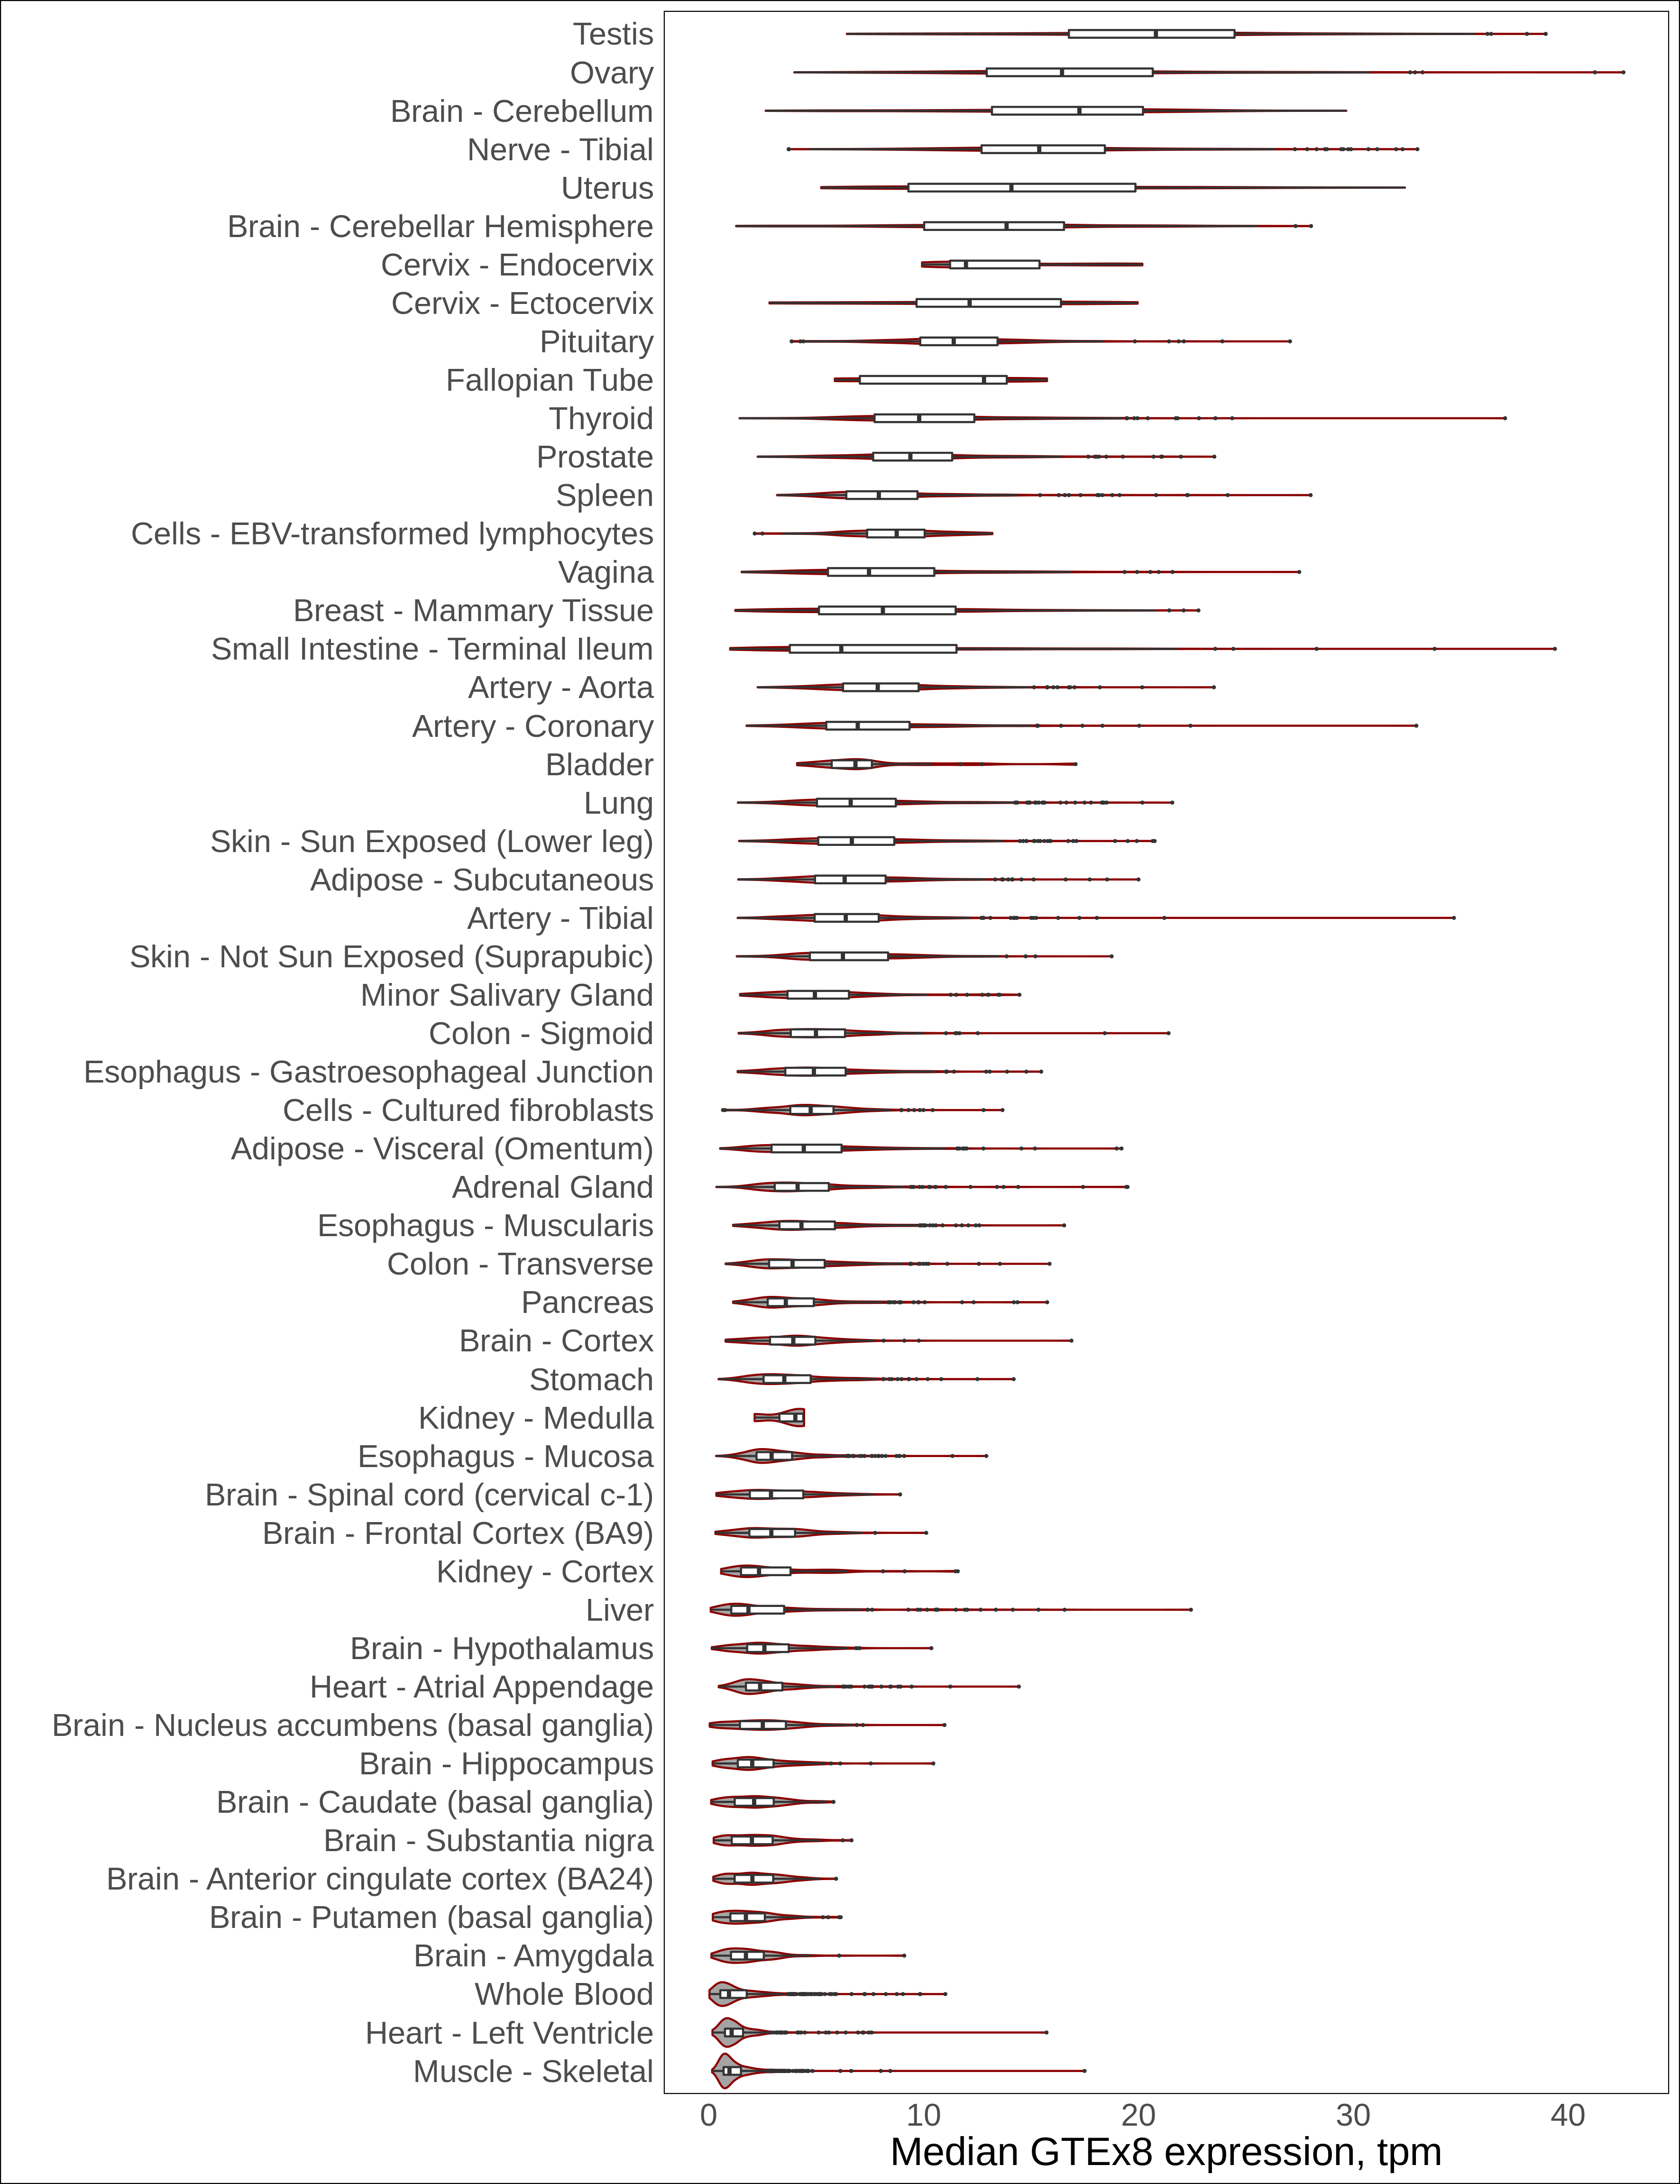 Testis
Ovary
Brain - Cerebellum
Nerve - Tibial
Uterus
Brain - Cerebellar Hemisphere
Cervix - Endocervix
Cervix - Ectocervix
Pituitary
Fallopian Tube
Thyroid
Prostate
Spleen
Cells - EBV-transformed lymphocytes
Vagina
Breast - Mammary Tissue
Small Intestine - Terminal Ileum
Artery - Aorta
Artery - Coronary
Bladder
Lung
Skin - Sun Exposed (Lower leg)
Adipose - Subcutaneous
Artery - Tibial
Skin - Not Sun Exposed (Suprapubic)
Minor Salivary Gland
Colon - Sigmoid
Esophagus - Gastroesophageal Junction
Cells - Cultured fibroblasts
Adipose - Visceral (Omentum)
Adrenal Gland
Esophagus - Muscularis
Colon - Transverse
Pancreas
Brain - Cortex
Stomach
Kidney - Medulla
Esophagus - Mucosa
Brain - Spinal cord (cervical c-1)
Brain - Frontal Cortex (BA9)
Kidney - Cortex
Liver
Brain - Hypothalamus
Heart - Atrial Appendage
Brain - Nucleus accumbens (basal ganglia)
Brain - Hippocampus
Brain - Caudate (basal ganglia)
Brain - Substantia nigra
Brain - Anterior cingulate cortex (BA24)
Brain - Putamen (basal ganglia)
Brain - Amygdala
Whole Blood
Heart - Left Ventricle
Muscle - Skeletal
0 10 20 30 40
Median GTEx8 expression, tpm